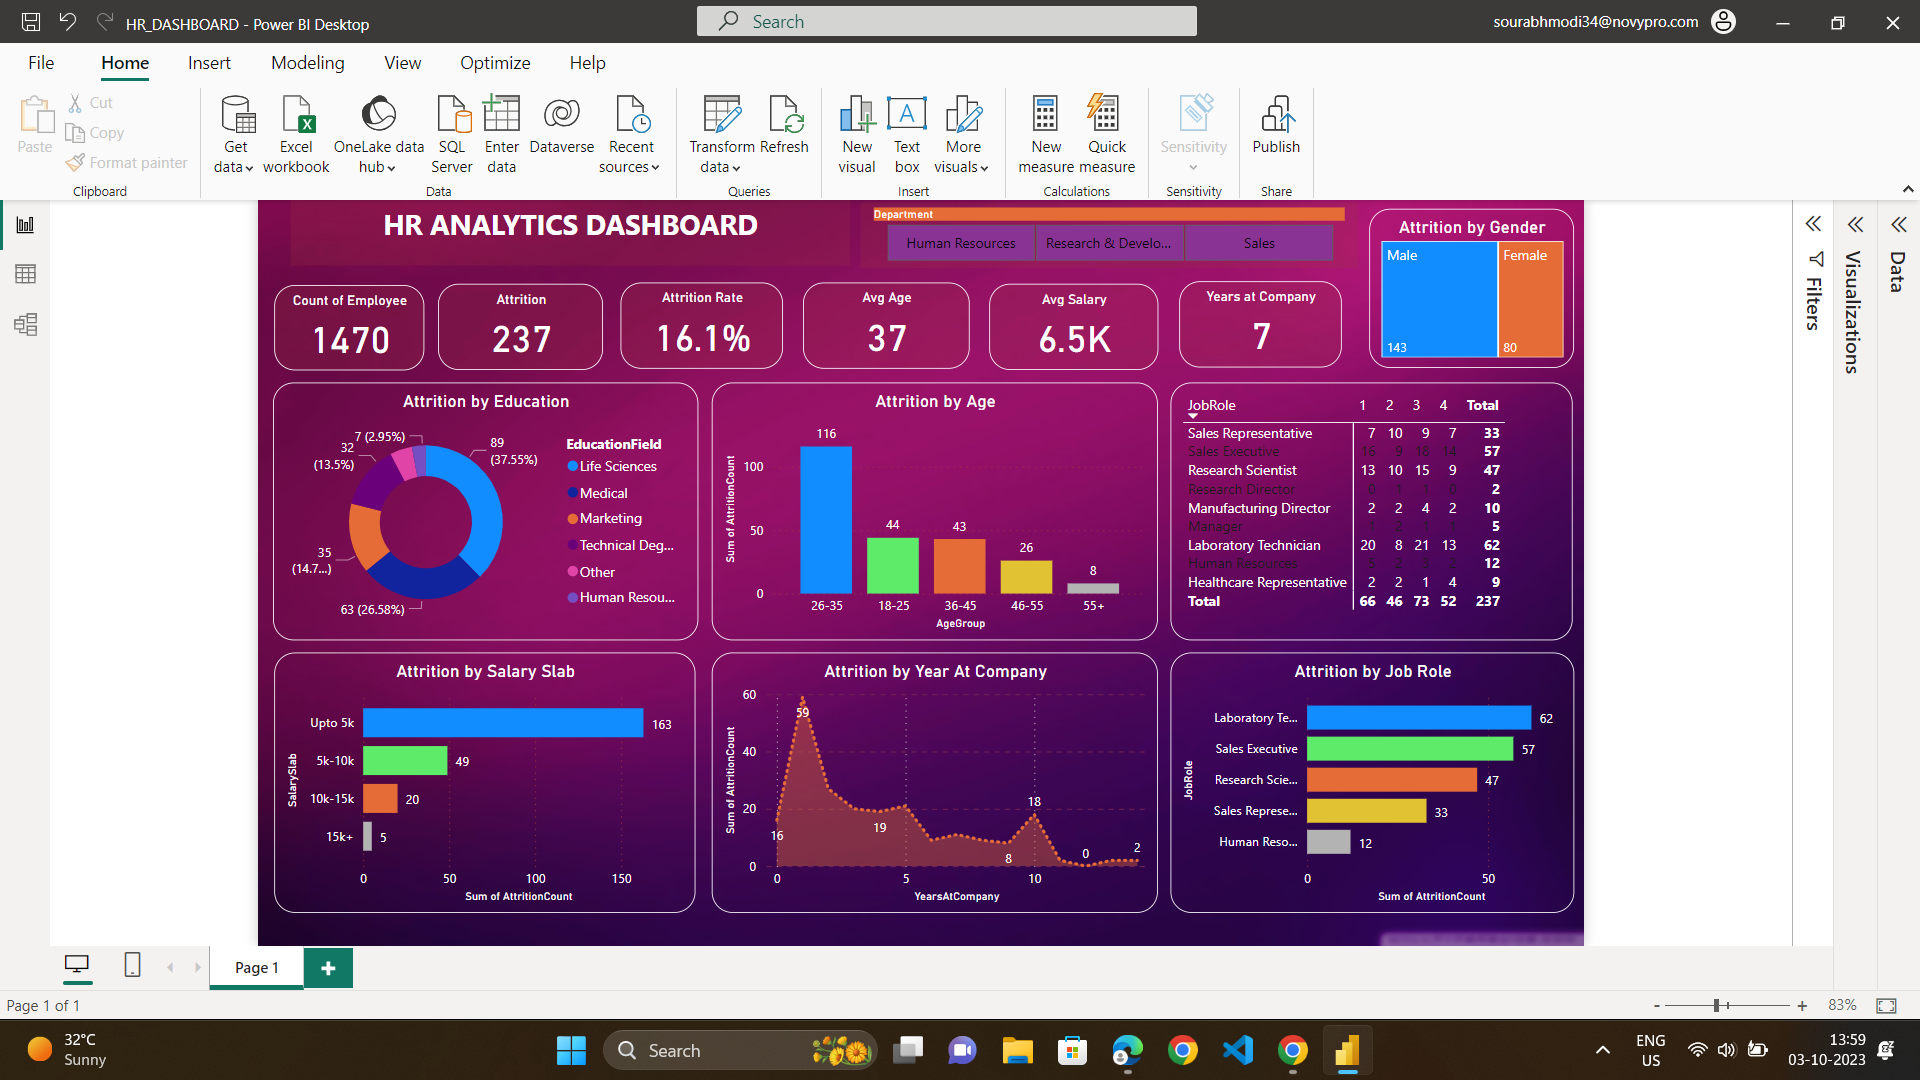 HR_DASHBOARD - Power BI Desktop
Search
sourabhmodi34@novypro.com
File Home Insert Modeling View Optimize Help
Paste
Cut
Copy
Format painter
Clipboard
Get data
Excel workbook
OneLake data hub
SQL Server
Enter data
Dataverse
Recent sources
Data
Transform data
Refresh
Queries
New visual
Text box
More visuals
Insert
New measure
Quick measure
Calculations
Sensitivity
Sensitivity
Publish
Share
HR ANALYTICS DASHBOARD
Department
Human Resources
Research & Develo...
Sales
Attrition by Gender
Male
Female
143
80
Filters
Visualizations
Data
Count of Employee
1470
Attrition
237
Attrition Rate
16.1%
Avg Age
37
Avg Salary
6.5K
Years at Company
7
Attrition by Education
7 (2.95%)
32
(13.5%)
89
(37.55%)
35
(14.7...)
63 (26.58%)
EducationField
Life Sciences
Medical
Marketing
Technical Deg...
Other
Human Resou...
Attrition by Age
Sum of AttritionCount
100
50
0
116
44
43
26
8
26-35
18-25
36-45
46-55
55+
AgeGroup
JobRole 1 2 3 4 Total
Sales Representative 7 10 9 7 33
Sales Executive 16 9 18 14 57
Research Scientist 13 10 15 9 47
Research Director 0 1 1 0 2
Manufacturing Director 2 2 4 2 10
Manager 1 2 1 1 5
Laboratory Technician 20 8 21 13 62
Human Resources 5 2 3 2 12
Healthcare Representative 2 2 1 4 9
Total 66 46 73 52 237
Attrition by Salary Slab
SalarySlab
Upto 5k 163
5k-10k 49
10k-15k 20
15k+ 5
0 50 100 150
Sum of AttritionCount
Attrition by Year At Company
Sum of AttritionCount
60
40
20
0
59
16
19
8
18
0
2
0 5 10
YearsAtCompany
Attrition by Job Role
JobRole
Laboratory Te... 62
Sales Executive 57
Research Scie... 47
Sales Represe... 33
Human Reso... 12
0 50
Sum of AttritionCount
Page 1
Page 1 of 1
- + 83%
32°C
Sunny
Search
ENG
US
13:59
03-10-2023